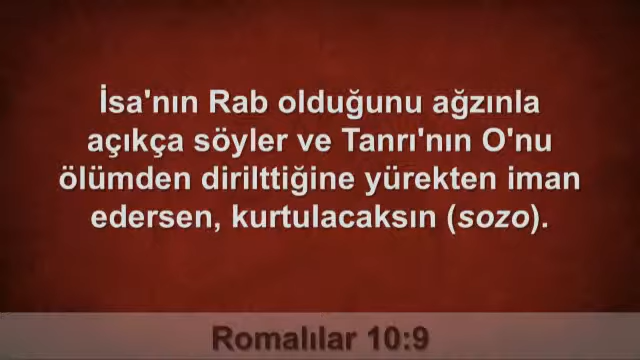 İsa'nın Rab olduğunu ağzınla
açıkça söyler ve Tanrı'nın O'nu
ölümden dirilttiğine yürekten iman
edersen, kurtulacaksın (sozo).
Romalılar 10:9